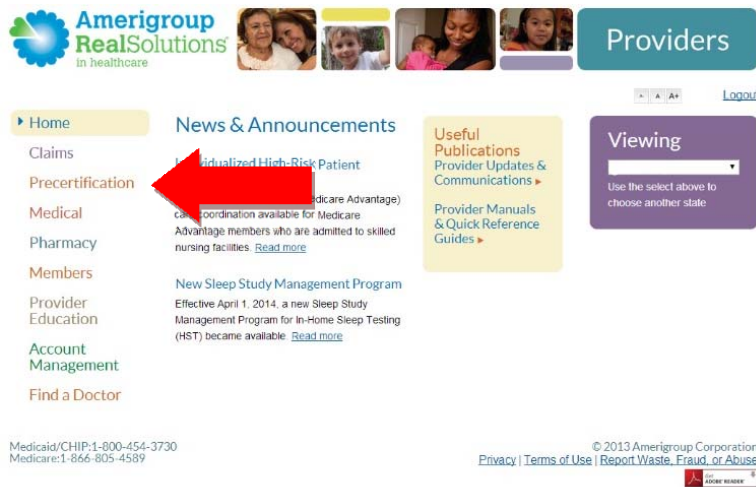 Amerigroup
RealSolutions
in healthcare
Providers
A A A+
Logout
Home
Claims
Precertification
Medical
Pharmacy
Members
Provider
Education
Account
Management
Find a Doctor
News & Announcements
High-Risk Patient
Medicare Advantage)
coordination available for Medicare
Advantage members who are admitted to skilled
nursing facilities. Read more
New Sleep Study Management Program
Effective April 1, 2014, a new Sleep Study
Management Program for In-Home Sleep Testing
(HST) became available. Read more
Useful
Publications
Provider Updates &
Communications
Provider Manuals
& Quick Reference
Guides
Viewing
Use the select above to
choose another state
Medicaid/CHIP:1-800-454-3730
Medicare:1-866-805-4589
© 2013 Amerigroup Corporation
Privacy | Terms of Use | Report Waste, Fraud, or Abuse
Get
ADOBE READER